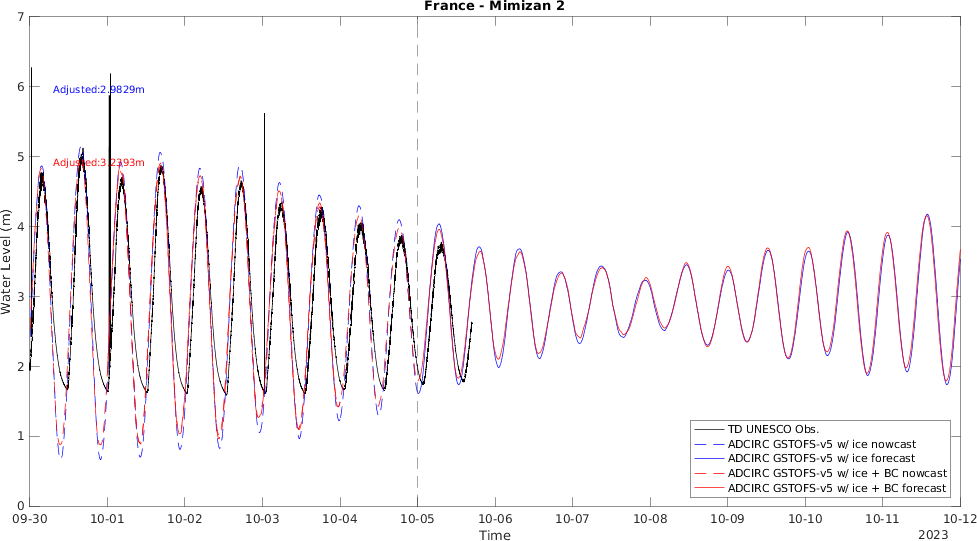 France - Mimizan 2
7
6
5
4
3
2
1
0
Water Level (m)
Adjusted:2.9829m
Adjusted:3.2393m
TD UNESCO Obs.
ADCIRC GSTOFS-v5 w/ ice nowcast
ADCIRC GSTOFS-v5 w/ ice forecast
ADCIRC GSTOFS-v5 w/ ice + BC nowcast
ADCIRC GSTOFS-v5 w/ ice + BC forecast
09-30 10-01 10-02 10-03 10-04 10-05 10-06 10-07 10-08 10-09 10-10 10-11 10-12
Time
2023